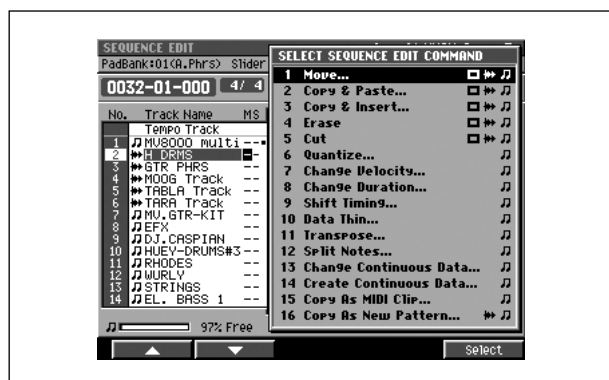 SEQUENCE EDIT
PadBank:01(A.Phrs) Slider
0032-01-000 4/ 4
No. Track Name MS
Tempo Track
1 MV8000 multi--
2 H DRMS --
3 GTR PHRS --
4 MOOG Track --
5 TABLA Track --
6 TARA Track --
7 MV.GTR-KIT --
8 EFX --
9 DJ.CASPIAN --
10 HUEY-DRUMS#3--
11 RHODES --
12 WURLY --
13 STRINGS --
14 EL. BASS 1 --
97% Free
SELECT SEQUENCE EDIT COMMAND
1 Move...
2 Copy & Paste...
3 Copy & Insert...
4 Erase
5 Cut
6 Quantize...
7 Change Velocity...
8 Change Duration...
9 Shift Timing...
10 Data Thin...
11 Transpose...
12 Split Notes...
13 Change Continuous Data...
14 Create Continuous Data...
15 Copy As MIDI Clip...
16 Copy As New Pattern...
Select